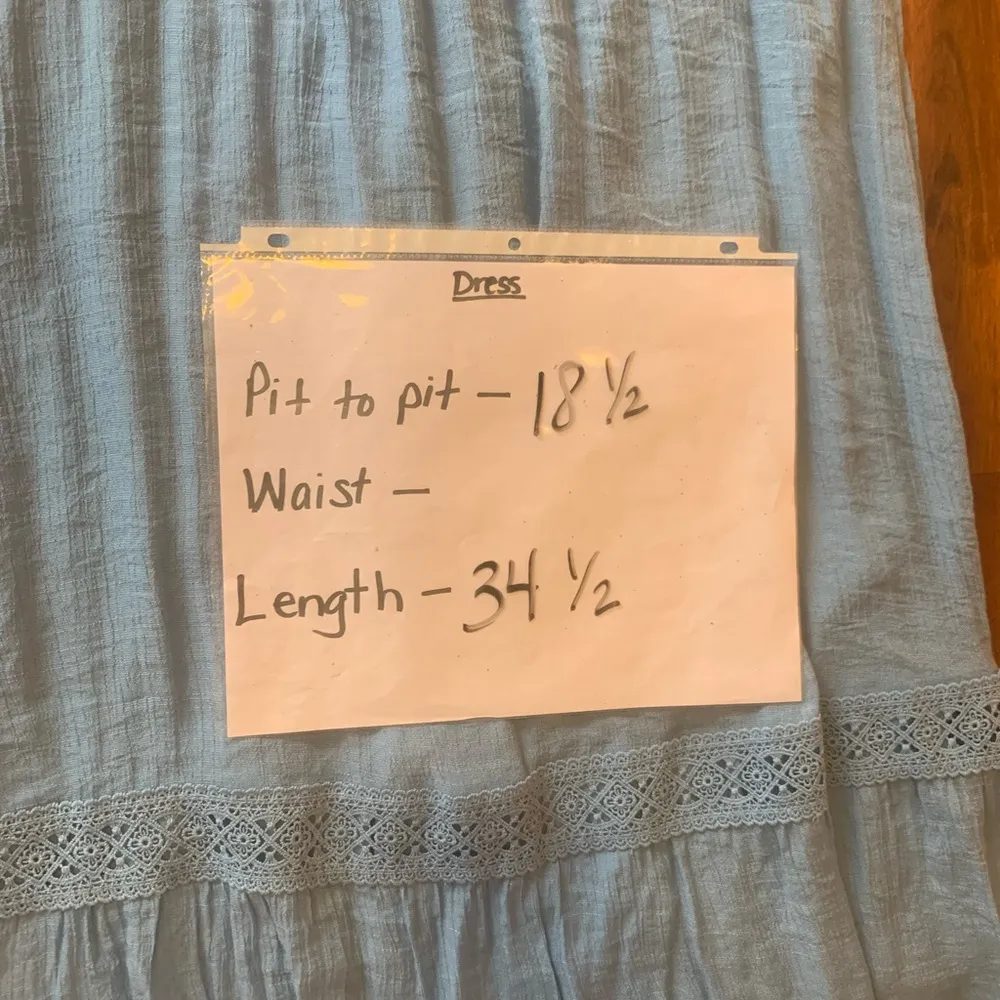 Dress
Pit to pit - 18 1/2
Waist -
Length - 34 1/2